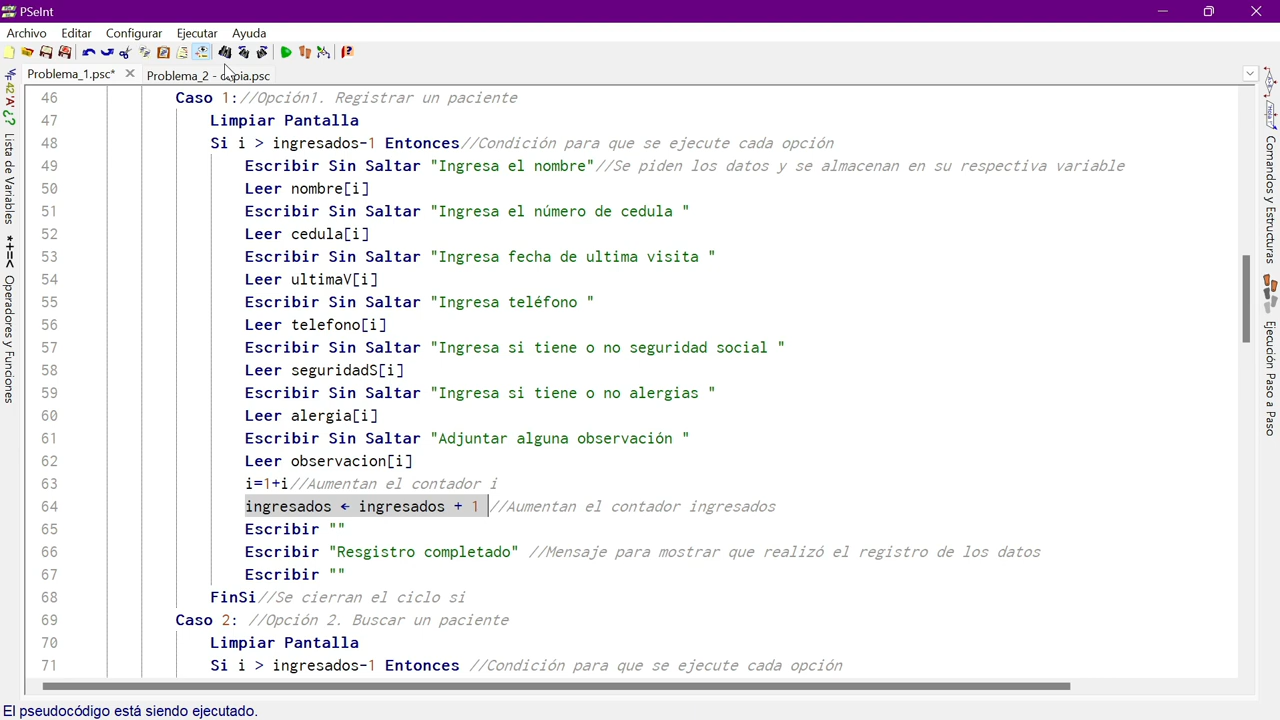 PSeInt
Archivo Editar Configurar Ejecutar Ayuda
Problema_1.psc* Problema_2 - copia.psc
46 Caso 1://Opción1. Registrar un paciente
47 Limpiar Pantalla
48 Si i > ingresados-1 Entonces//Condición para que se ejecute cada opción
49 Escribir Sin Saltar "Ingresa el nombre"//Se piden los datos y se almacenan en su respectiva variable
50 Leer nombre[i]
51 Escribir Sin Saltar "Ingresa el número de cedula "
52 Leer cedula[i]
53 Escribir Sin Saltar "Ingresa fecha de ultima visita "
54 Leer ultimaV[i]
55 Escribir Sin Saltar "Ingresa teléfono "
56 Leer telefono[i]
57 Escribir Sin Saltar "Ingresa si tiene o no seguridad social "
58 Leer seguridadS[i]
59 Escribir Sin Saltar "Ingresa si tiene o no alergias "
60 Leer alergia[i]
61 Escribir Sin Saltar "Adjuntar alguna observación "
62 Leer observacion[i]
63 i=1+i//Aumentan el contador i
64 ingresados ← ingresados + 1 //Aumentan el contador ingresados
65 Escribir ""
66 Escribir "Resgistro completado" //Mensaje para mostrar que realizó el registro de los datos
67 Escribir ""
68 FinSi//Se cierran el ciclo si
69 Caso 2: //Opción 2. Buscar un paciente
70 Limpiar Pantalla
71 Si i > ingresados-1 Entonces //Condición para que se ejecute cada opción
Lista de Variables
*+=< Operadores y Funciones
Comandos y Estructuras
Ejecución Paso a Paso
El pseudocódigo está siendo ejecutado.